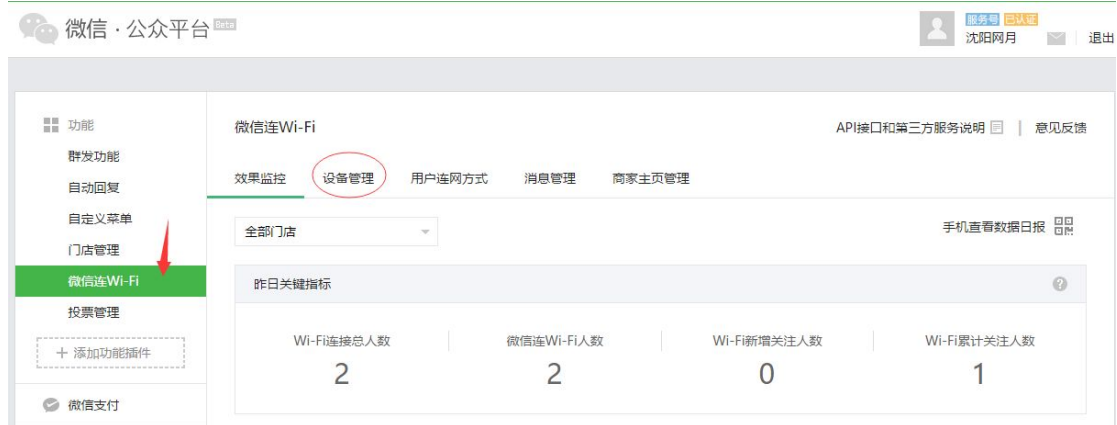 微信·公众平台 Beta
服务号 已认证
沈阳网月
退出
功能
群发功能
自动回复
自定义菜单
门店管理
微信连Wi-Fi
投票管理
+ 添加功能插件
微信支付
微信连Wi-Fi
API接口和第三方服务说明 | 意见反馈
效果监控 设备管理 用户连网方式 消息管理 商家主页管理
全部门店
手机查看数据日报
昨日关键指标 ?
Wi-Fi连接总人数 微信连Wi-Fi人数 Wi-Fi新增关注人数 Wi-Fi累计关注人数
2 2 0 1